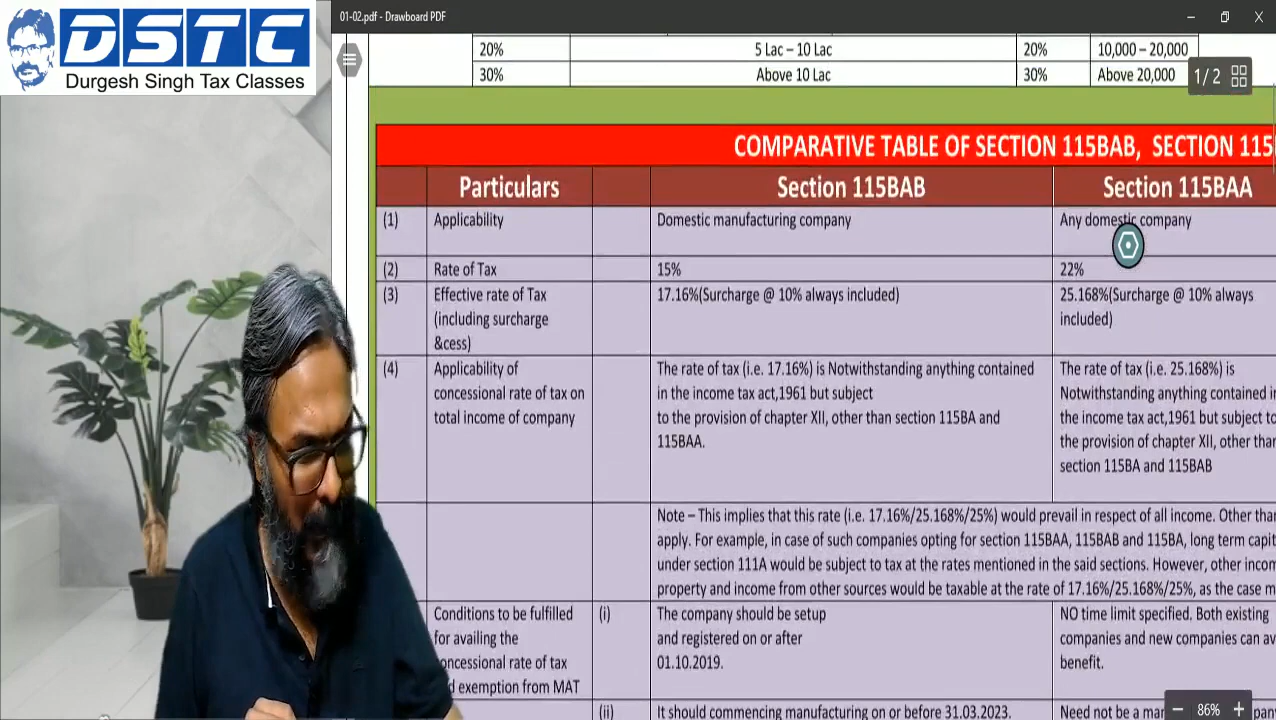 DSTC
Durgesh Singh Tax Classes
01-02.pdf - Drawboard PDF
20% 5 Lac – 10 Lac 20% 10,000 – 20,000
30% Above 10 Lac 30% Above 20,000
1 / 2
COMPARATIVE TABLE OF SECTION 115BAB, SECTION 115
Particulars Section 115BAB Section 115BAA
(1) Applicability Domestic manufacturing company Any domestic company
(2) Rate of Tax 15% 22%
(3) Effective rate of Tax 17.16%(Surcharge @ 10% always included) 25.168%(Surcharge @ 10% always
(including surcharge included)
&cess)
(4) Applicability of The rate of tax (i.e. 17.16%) is Notwithstanding anything contained The rate of tax (i.e. 25.168%) is
concessional rate of tax on in the income tax act,1961 but subject Notwithstanding anything contained in
total income of company to the provision of chapter XII, other than section 115BA and the income tax act,1961 but subject to
115BAA. the provision of chapter XII, other than
section 115BA and 115BAB
Note – This implies that this rate (i.e. 17.16%/25.168%/25%) would prevail in respect of all income. Other than
apply. For example, in case of such companies opting for section 115BAA, 115BAB and 115BA, long term capit
under section 111A would be subject to tax at the rates mentioned in the said sections. However, other incom
property and income from other sources would be taxable at the rate of 17.16%/25.168%/25%, as the case m
Conditions to be fulfilled (i) The company should be setup NO time limit specified. Both existing
for availing the and registered on or after companies and new companies can av
concessional rate of tax 01.10.2019. benefit.
d exemption from MAT
(ii) It should commencing manufacturing on or before 31.03.2023. Need not be a mar
86%